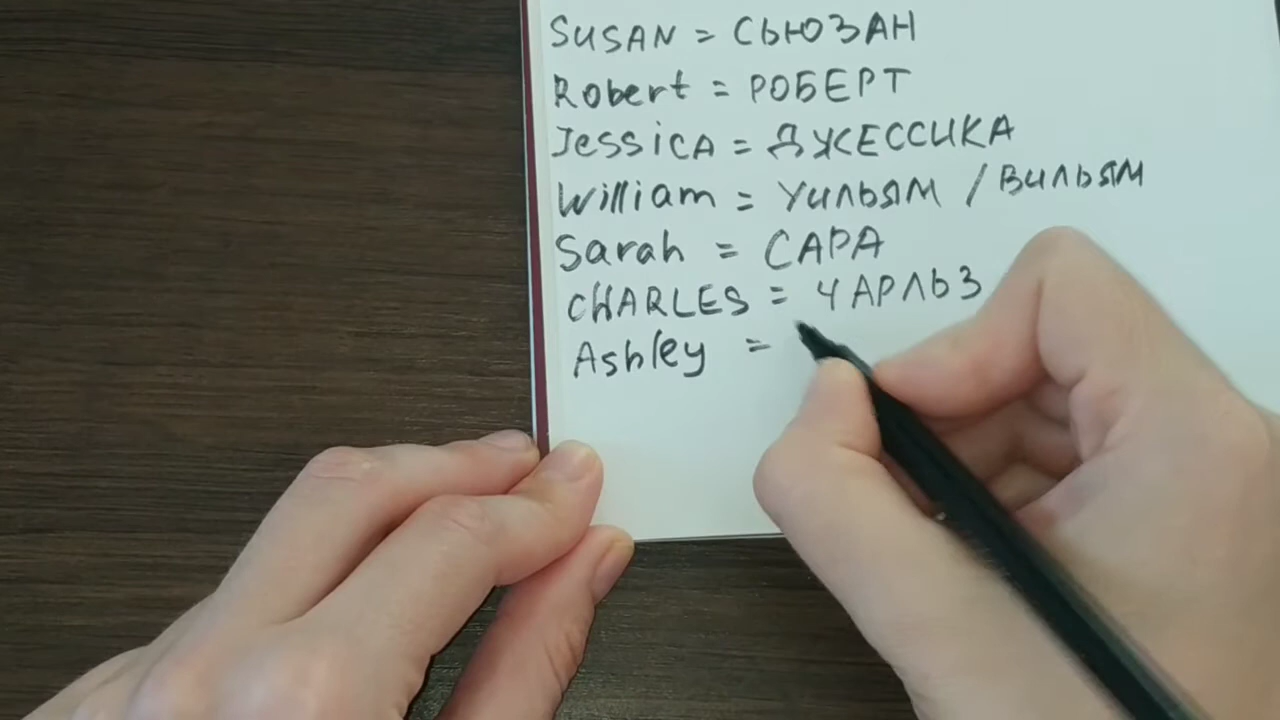 SUSAN = СЬЮЗАН
Robert = РОБЕРТ
Jessica = ДЖЕССИКА
William = УИЛЬЯМ / ВИЛЬЯМ
Sarah = САРА
CHARLES = ЧАРЛЬЗ
Ashley =